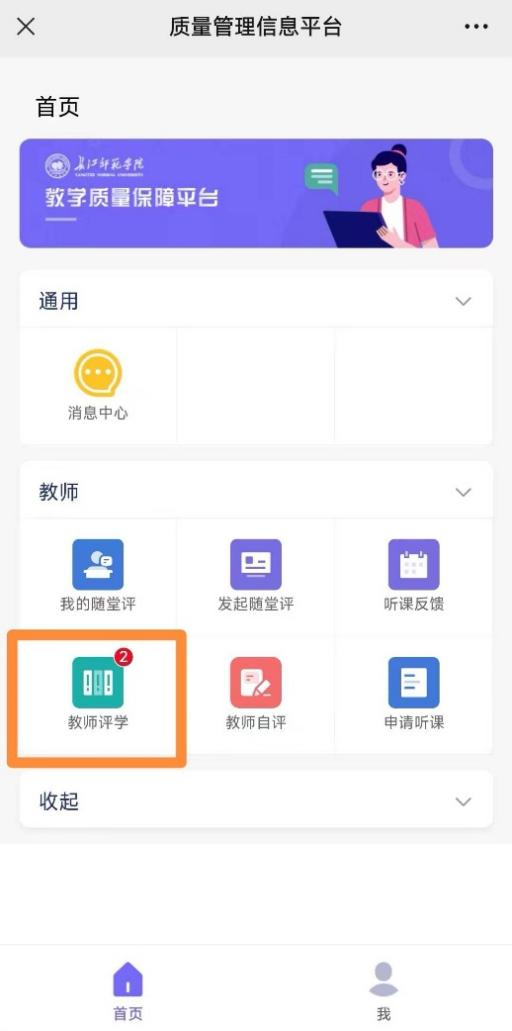 质量管理信息平台
首页
长江师范学院
YANGTZE NORMAL UNIVERSITY
教学质量保障平台
通用
消息中心
教师
我的随堂评
发起随堂评
听课反馈
2
教师评学
教师自评
申请听课
收起
首页
我